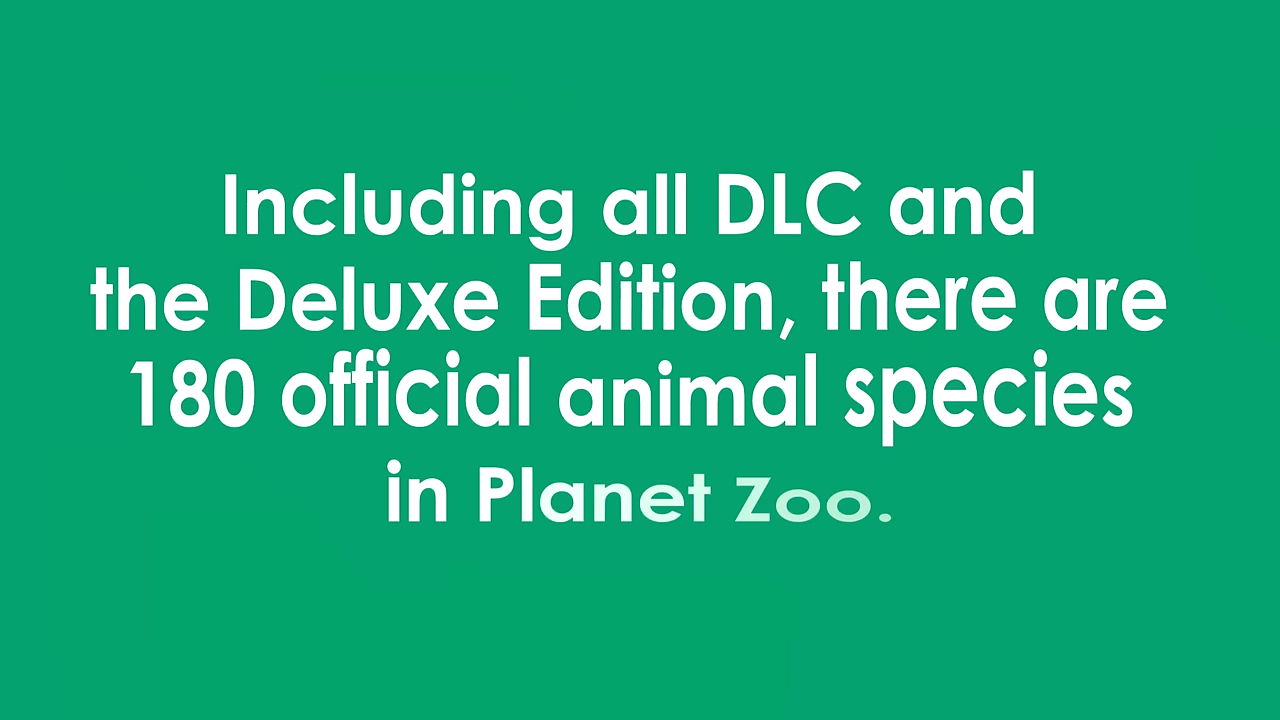 Including all DLC and
the Deluxe Edition, there are
180 official animal species
in Planet Zoo.